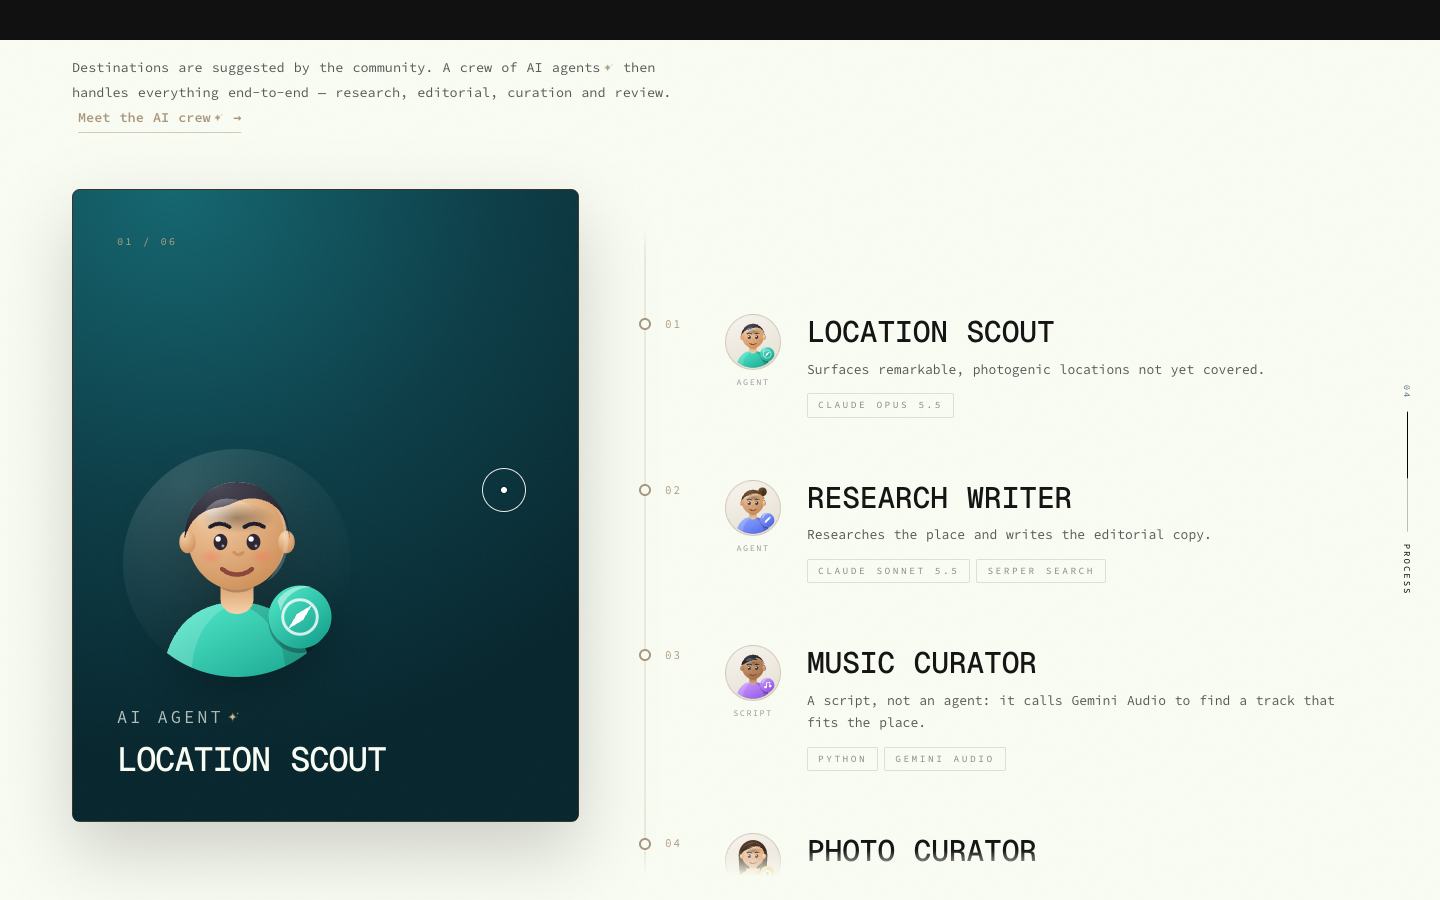 Destinations are suggested by the community. A crew of AI agents then
handles everything end-to-end — research, editorial, curation and review.
Meet the AI crew →
01 / 06
AI AGENT
LOCATION SCOUT
01
AGENT
LOCATION SCOUT
Surfaces remarkable, photogenic locations not yet covered.
CLAUDE OPUS 5.5
02
AGENT
RESEARCH WRITER
Researches the place and writes the editorial copy.
CLAUDE SONNET 5.5 SERPER SEARCH
03
SCRIPT
MUSIC CURATOR
A script, not an agent: it calls Gemini Audio to find a track that
fits the place.
PYTHON GEMINI AUDIO
04
PHOTO CURATOR
04
PROCESS